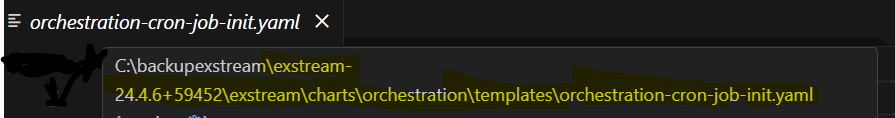 orchestration-cron-job-init.yaml
C:\backupexstream\exstream-
24.4.6+59452\exstream\charts\orchestration\templates\orchestration-cron-job-init.yaml